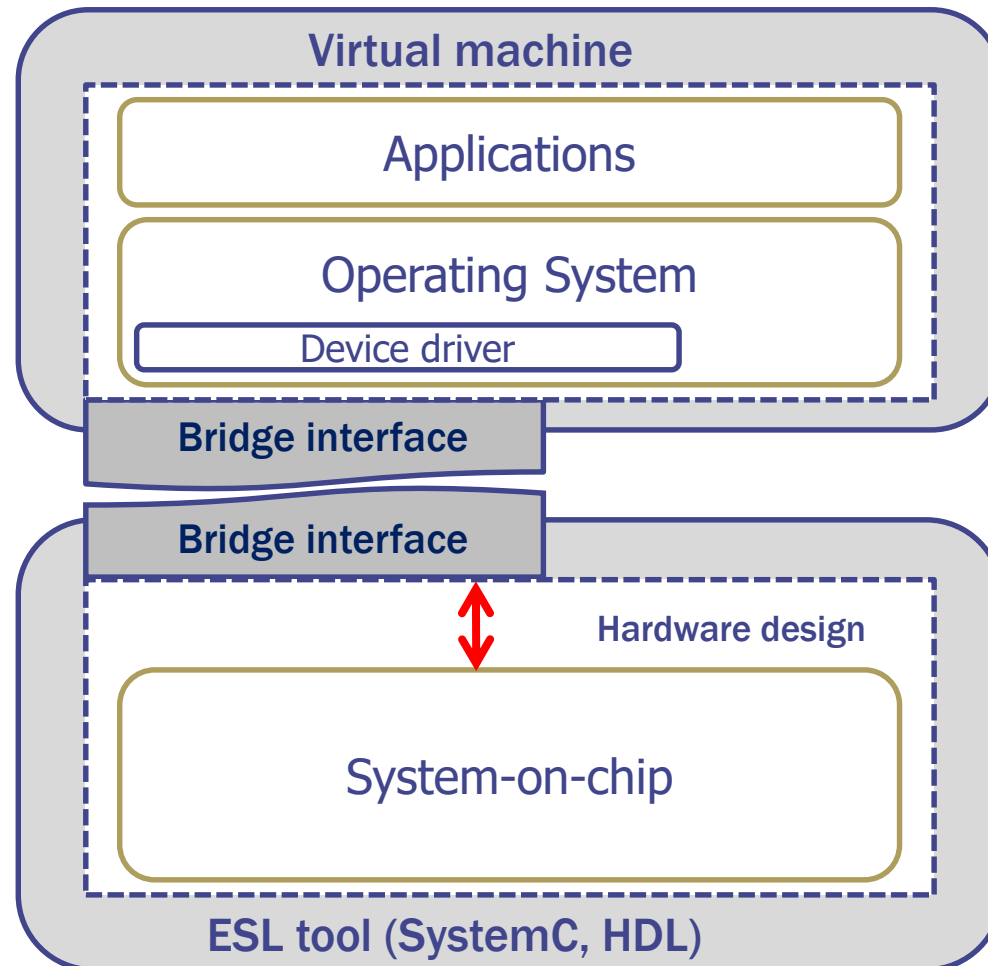 Virtual machine
Applications
Operating System
Device driver
Bridge interface
Bridge interface
Hardware design
System-on-chip
ESL tool (SystemC, HDL)